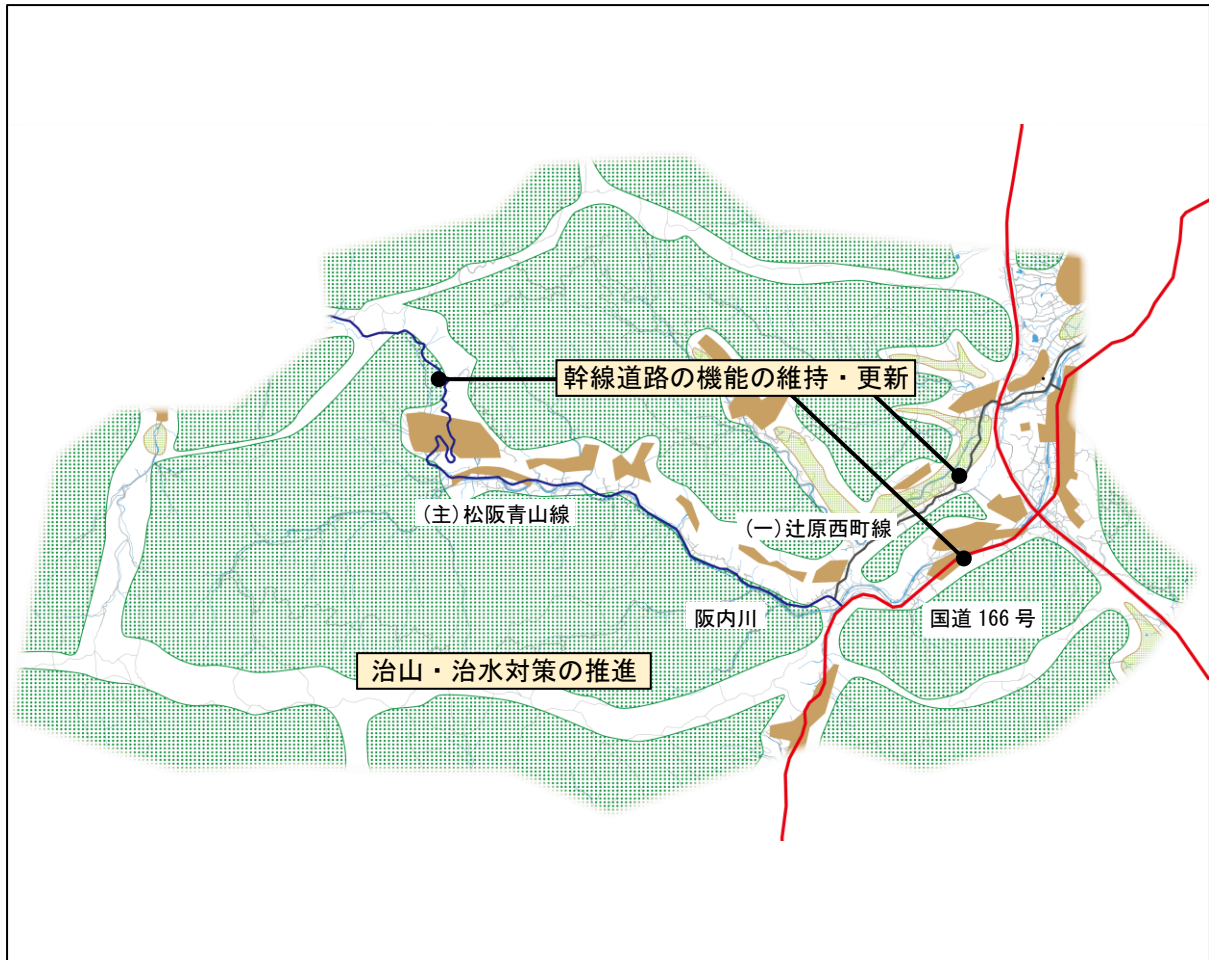 幹線道路の機能の維持・更新
(主)松阪青山線
(一)辻原西町線
阪内川
国道 166 号
治山・治水対策の推進